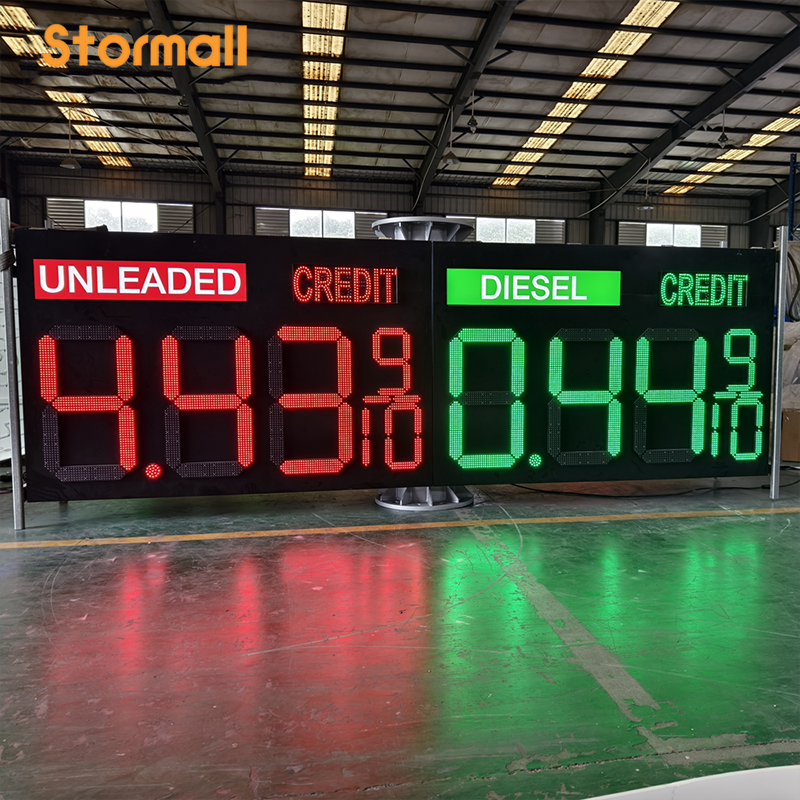 Stormall
UNLEADED CREDIT
4.43 9/10
DIESEL CREDIT
0.44 9/10